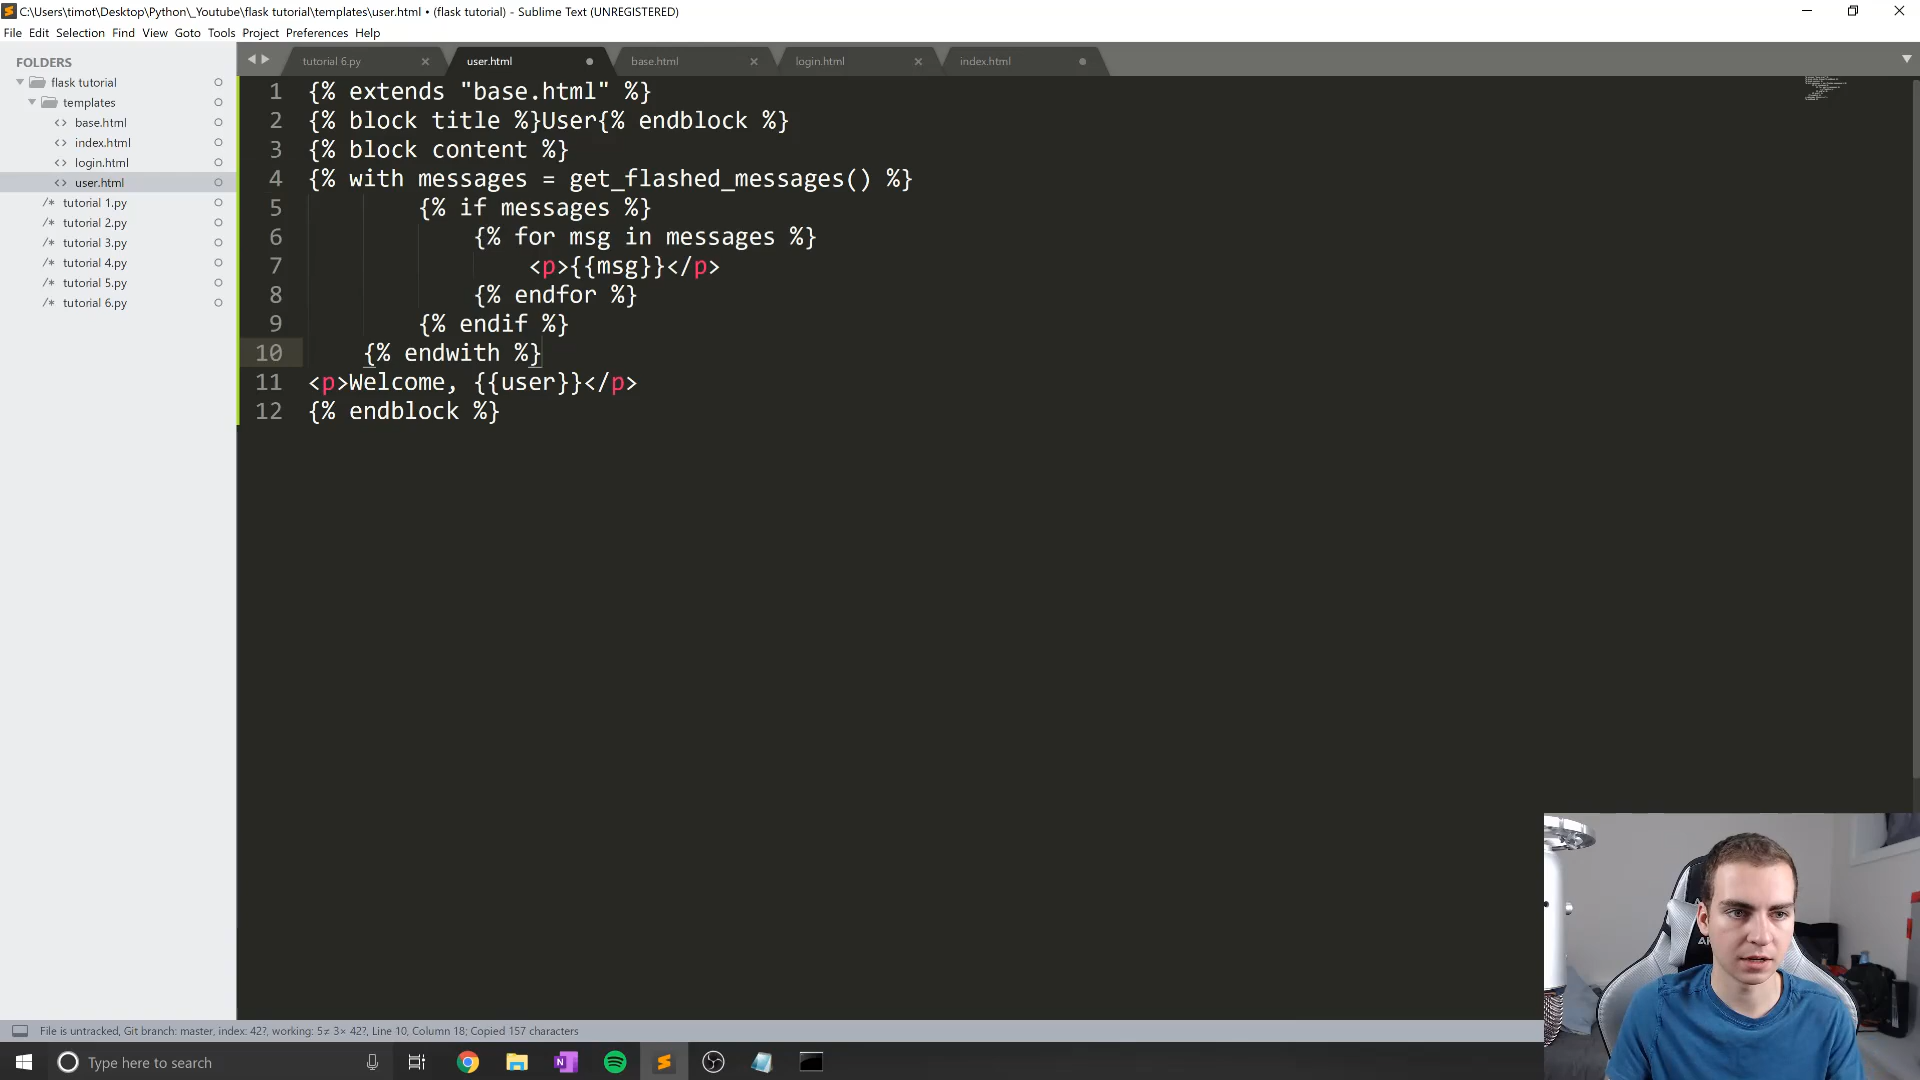 C:\Users\timot\Desktop\Python\_Youtube\flask tutorial\templates\user.html • (flask tutorial) - Sublime Text (UNREGISTERED)
File Edit Selection Find View Goto Tools Project Preferences Help
FOLDERS
flask tutorial
templates
base.html
index.html
login.html
user.html
/* tutorial 1.py
/* tutorial 2.py
/* tutorial 3.py
/* tutorial 4.py
/* tutorial 5.py
/* tutorial 6.py
tutorial 6.py user.html base.html login.html index.html
1 {% extends "base.html" %}
2 {% block title %}User{% endblock %}
3 {% block content %}
4 {% with messages = get_flashed_messages() %}
5 {% if messages %}
6 {% for msg in messages %}
7 <p>{{msg}}</p>
8 {% endfor %}
9 {% endif %}
10 {% endwith %}
11 <p>Welcome, {{user}}</p>
12 {% endblock %}
File is untracked, Git branch: master, index: 42?, working: 5≠ 3× 42?, Line 10, Column 18; Copied 157 characters
Type here to search